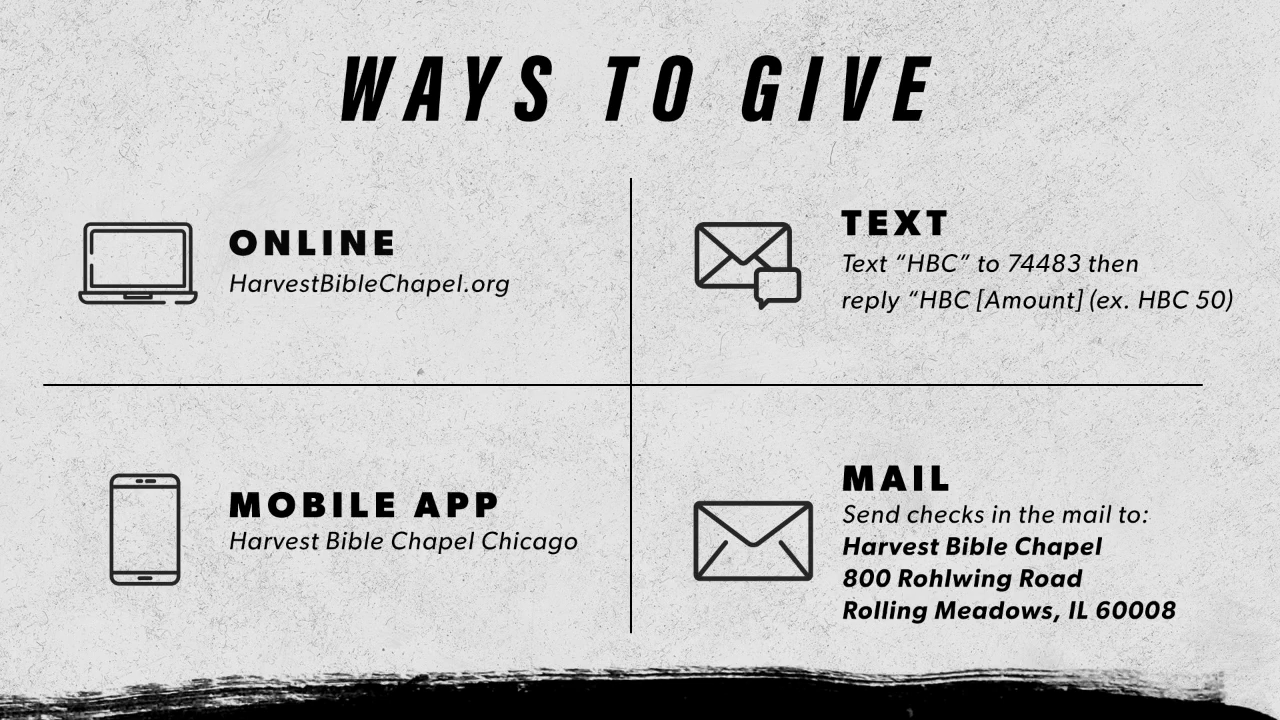 WAYS TO GIVE
ONLINE
HarvestBibleChapel.org
TEXT
Text “HBC” to 74483 then
reply “HBC [Amount] (ex. HBC 50)
MOBILE APP
Harvest Bible Chapel Chicago
MAIL
Send checks in the mail to:
Harvest Bible Chapel
800 Rohlwing Road
Rolling Meadows, IL 60008